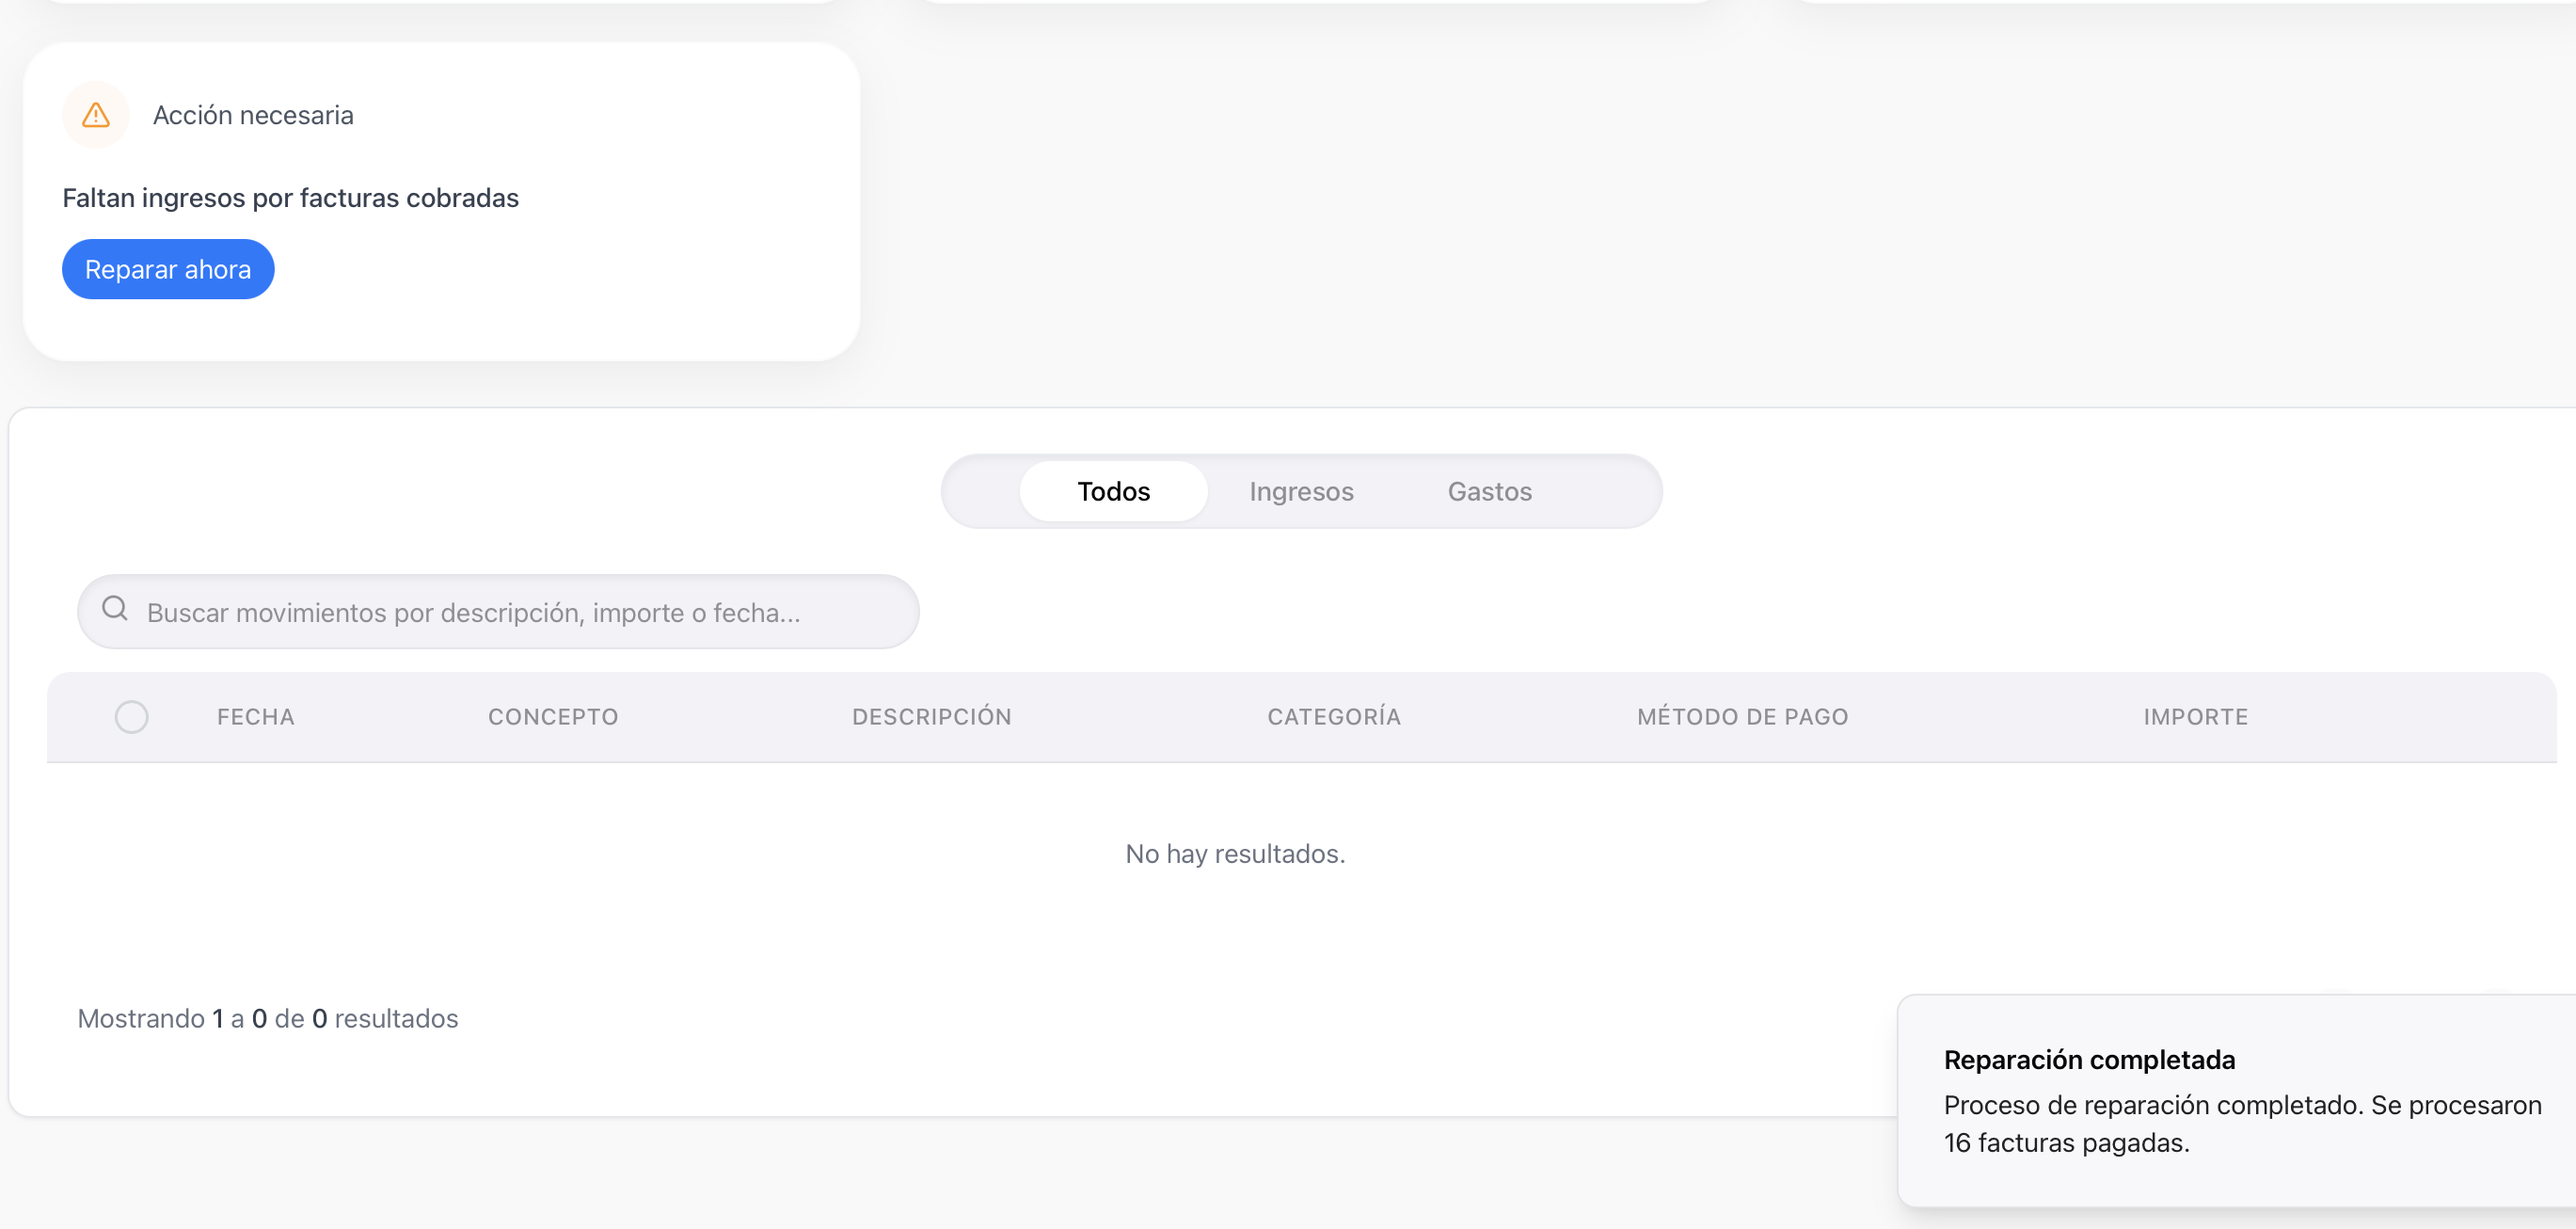 Acción necesaria
Faltan ingresos por facturas cobradas
Reparar ahora
Todos Ingresos Gastos
Buscar movimientos por descripción, importe o fecha...
FECHA CONCEPTO DESCRIPCIÓN CATEGORÍA MÉTODO DE PAGO IMPORTE
No hay resultados.
Mostrando 1 a 0 de 0 resultados
Reparación completada
Proceso de reparación completado. Se procesaron
16 facturas pagadas.